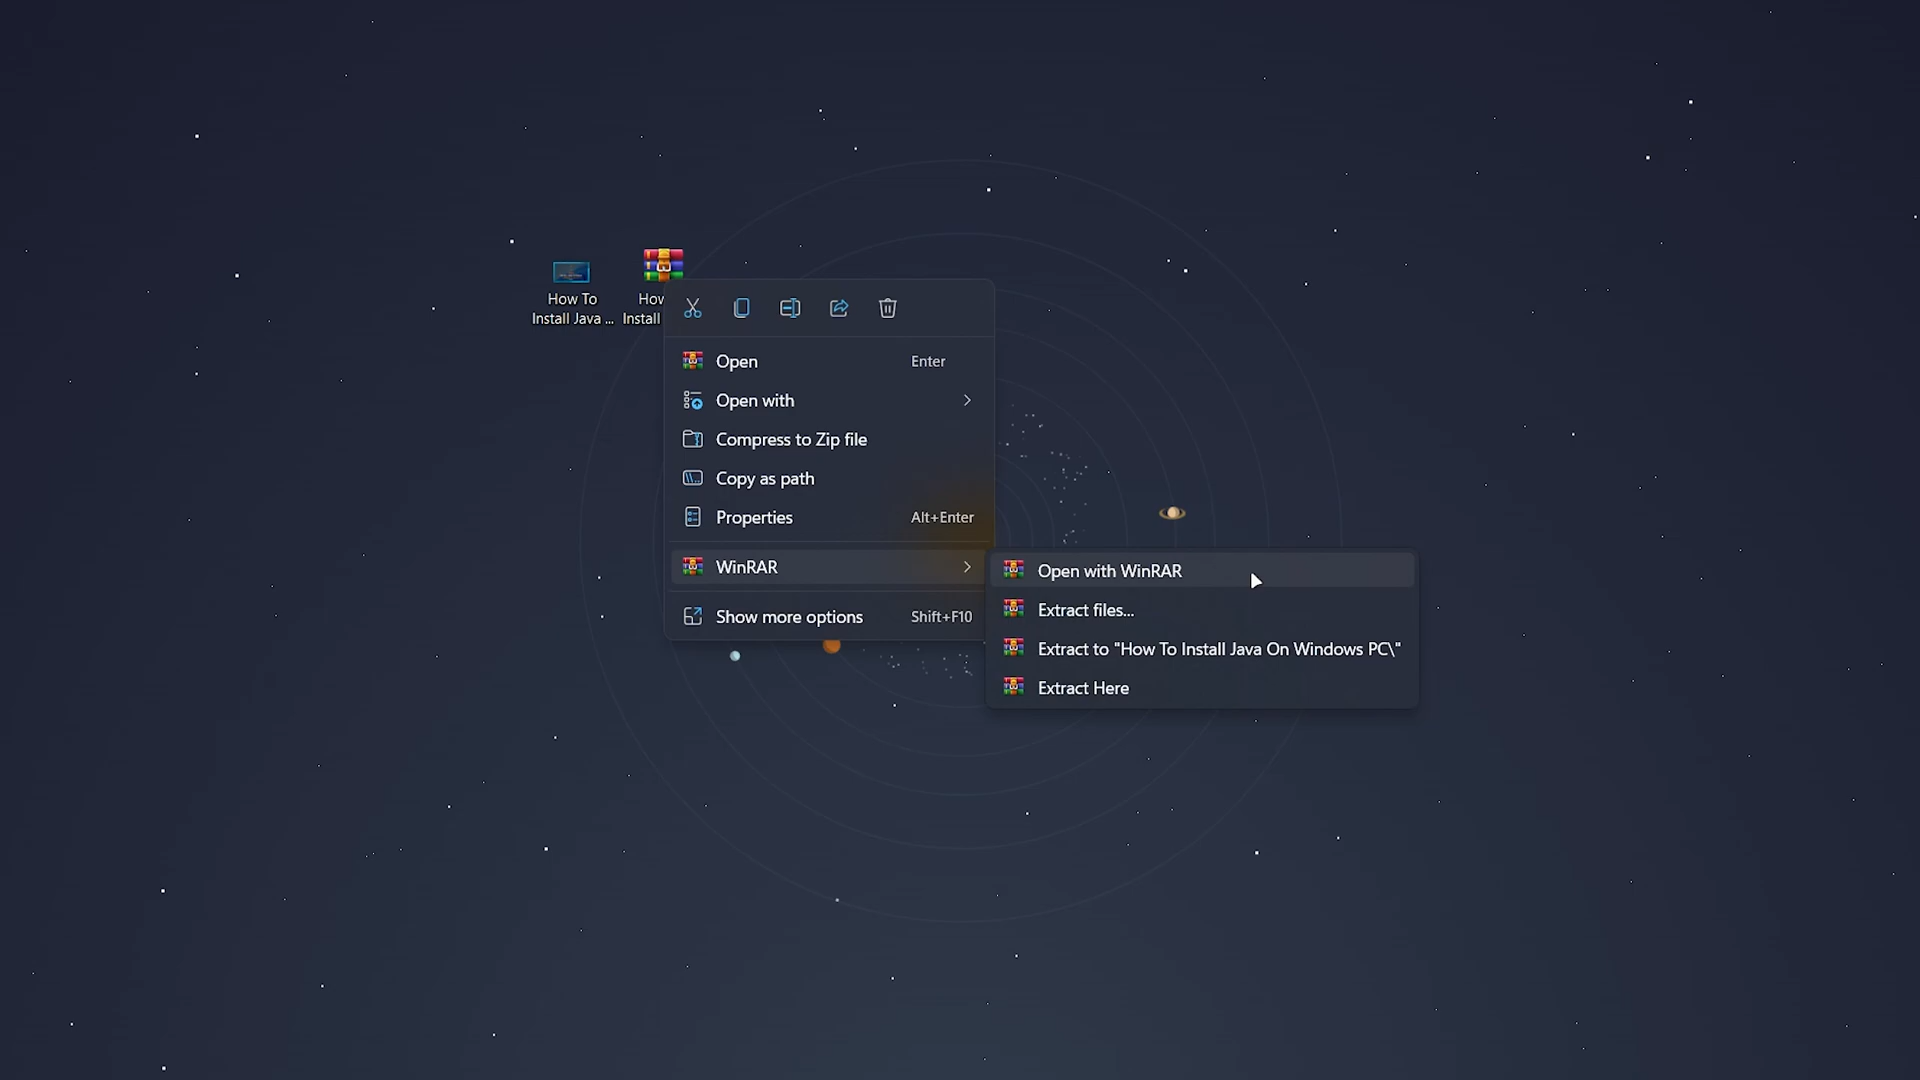 How To
Install Java ...
How
Install
Open Enter
Open with
Compress to Zip file
Copy as path
Properties Alt+Enter
WinRAR
Show more options Shift+F10
Open with WinRAR
Extract files...
Extract to "How To Install Java On Windows PC\"
Extract Here